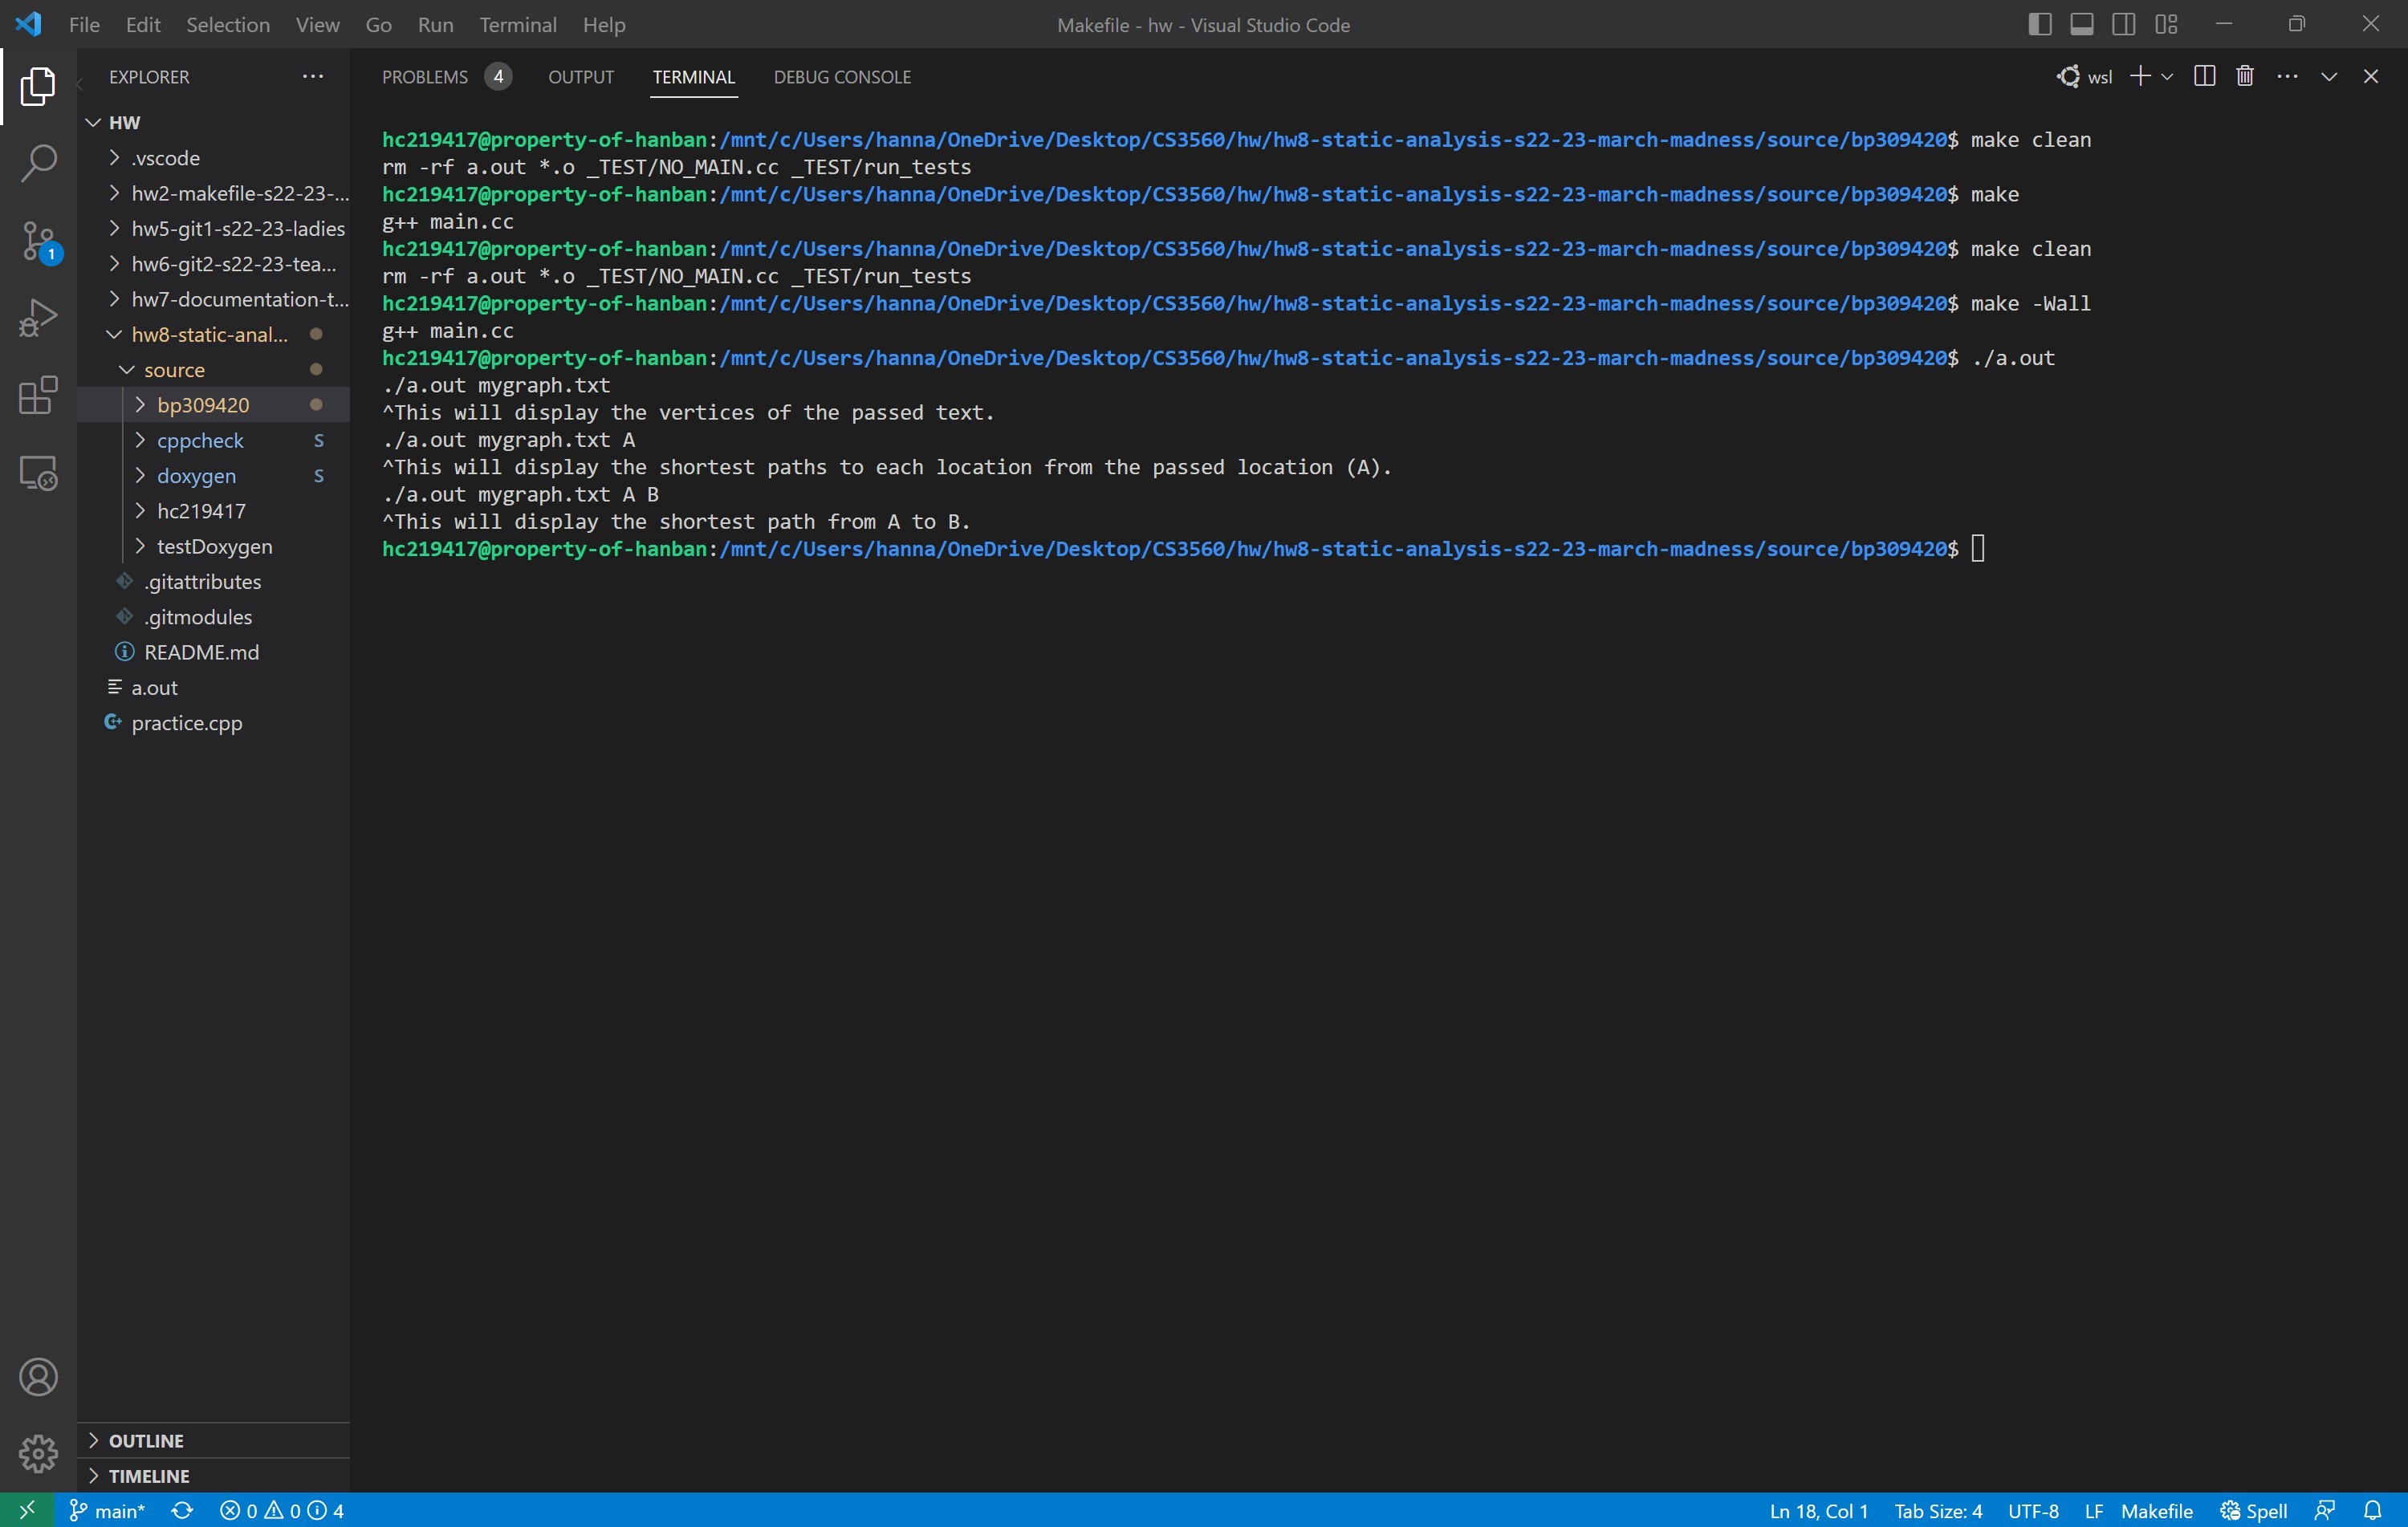 File Edit Selection View Go Run Terminal Help Makefile - hw - Visual Studio Code
EXPLORER
HW
.vscode
hw2-makefile-s22-23-...
hw5-git1-s22-23-ladies
hw6-git2-s22-23-tea...
hw7-documentation-t...
hw8-static-anal...
source
bp309420
cppcheck S
doxygen S
hc219417
testDoxygen
.gitattributes
.gitmodules
README.md
a.out
practice.cpp
OUTLINE
TIMELINE
1
PROBLEMS 4 OUTPUT TERMINAL DEBUG CONSOLE wsl
hc219417@property-of-hanban:/mnt/c/Users/hanna/OneDrive/Desktop/CS3560/hw/hw8-static-analysis-s22-23-march-madness/source/bp309420$ make clean
rm -rf a.out *.o _TEST/NO_MAIN.cc _TEST/run_tests
hc219417@property-of-hanban:/mnt/c/Users/hanna/OneDrive/Desktop/CS3560/hw/hw8-static-analysis-s22-23-march-madness/source/bp309420$ make
g++ main.cc
hc219417@property-of-hanban:/mnt/c/Users/hanna/OneDrive/Desktop/CS3560/hw/hw8-static-analysis-s22-23-march-madness/source/bp309420$ make clean
rm -rf a.out *.o _TEST/NO_MAIN.cc _TEST/run_tests
hc219417@property-of-hanban:/mnt/c/Users/hanna/OneDrive/Desktop/CS3560/hw/hw8-static-analysis-s22-23-march-madness/source/bp309420$ make -Wall
g++ main.cc
hc219417@property-of-hanban:/mnt/c/Users/hanna/OneDrive/Desktop/CS3560/hw/hw8-static-analysis-s22-23-march-madness/source/bp309420$ ./a.out
./a.out mygraph.txt
^This will display the vertices of the passed text.
./a.out mygraph.txt A
^This will display the shortest paths to each location from the passed location (A).
./a.out mygraph.txt A B
^This will display the shortest path from A to B.
hc219417@property-of-hanban:/mnt/c/Users/hanna/OneDrive/Desktop/CS3560/hw/hw8-static-analysis-s22-23-march-madness/source/bp309420$
main* 0 0 4 Ln 18, Col 1 Tab Size: 4 UTF-8 LF Makefile Spell